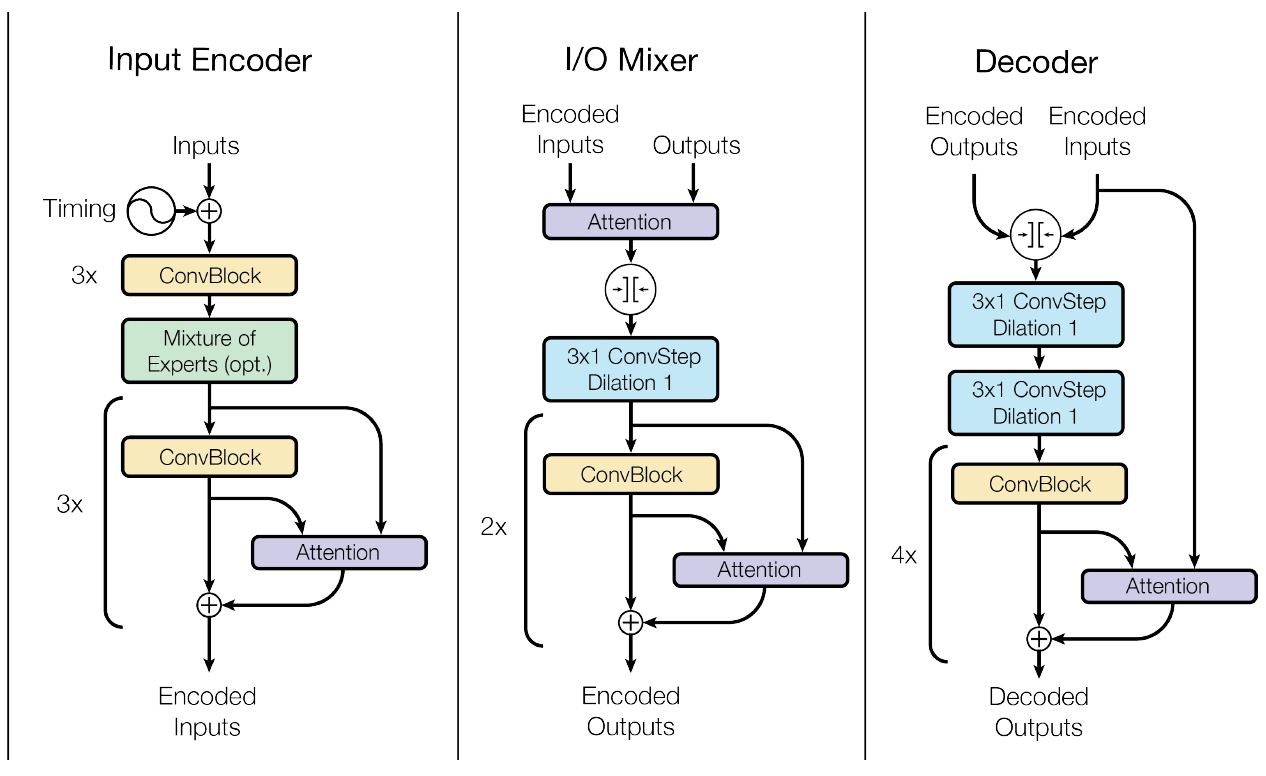 Input Encoder
Inputs
Timing
3x
ConvBlock
Mixture of
Experts (opt.)
3x
ConvBlock
Attention
Encoded
Inputs
I/O Mixer
Encoded
Inputs
Outputs
Attention
3x1 ConvStep
Dilation 1
2x
ConvBlock
Attention
Encoded
Outputs
Decoder
Encoded
Outputs
Encoded
Inputs
3x1 ConvStep
Dilation 1
3x1 ConvStep
Dilation 1
4x
ConvBlock
Attention
Decoded
Outputs